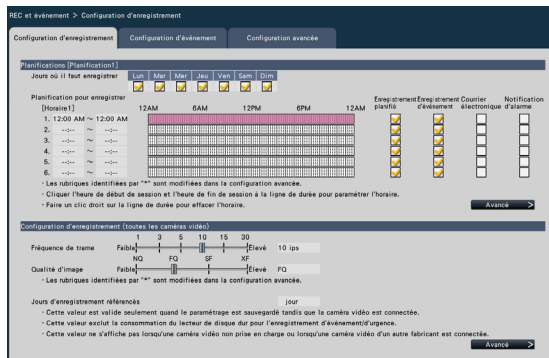 REC et événement > Configuration d'enregistrement
Configuration d'enregistrement Configuration d'événement Configuration avancée
Planifications [Planification1]
Jours où il faut enregistrer Lun Mar Mer Jeu Ven Sam Dim
Planification pour enregistrer
[Horaire1] 12AM 6AM 12PM 6PM 12AM Enregistrement planifié Enregistrement d'événement Courrier électronique Notification d'alarme
1. 12:00 AM ~ 12:00 AM
2. --:-- ~ --:--
3. --:-- ~ --:--
4. --:-- ~ --:--
5. --:-- ~ --:--
6. --:-- ~ --:--
· Les rubriques identifiées par "*" sont modifiées dans la configuration avancée.
· Cliquer l'heure de début de session et l'heure de fin de session à la ligne de durée pour paramétrer l'horaire.
· Faire un clic droit sur la ligne de durée pour effacer l'horaire.
Avancé >
Configuration d'enregistrement (toutes les caméras vidéo)
1 3 5 10 15 30
Fréquence de trame Faible Élevé 10 ips
NQ FQ SF XF
Qualité d'image Faible Élevé FQ
· Les rubriques identifiées par "*" sont modifiées dans la configuration avancée.
Jours d'enregistrement référencés jour
· Cette valeur est valide seulement quand le paramétrage est sauvegardé tandis que la caméra vidéo est connectée.
· Cette valeur exclut la consommation du lecteur de disque dur pour l'enregistrement d'événement/d'urgence.
· Cette valeur ne s'affiche pas lorsqu'une caméra vidéo non prise en charge ou lorsqu'une caméra vidéo d'un autre fabricant est connectée.
Avancé >